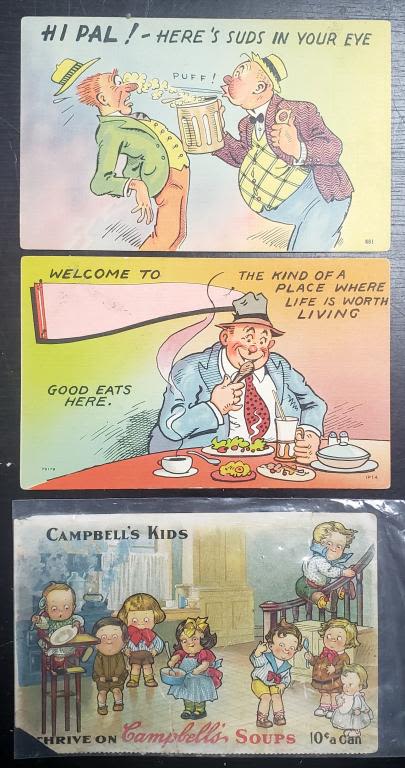 HI PAL! - HERE'S SUDS IN YOUR EYE
PUFF!
881
WELCOME TO
THE KIND OF A
PLACE WHERE
LIFE IS WORTH
LIVING
GOOD EATS
HERE.
CAMPBELL'S KIDS
THRIVE ON Campbell's SOUPS 10¢ a Can